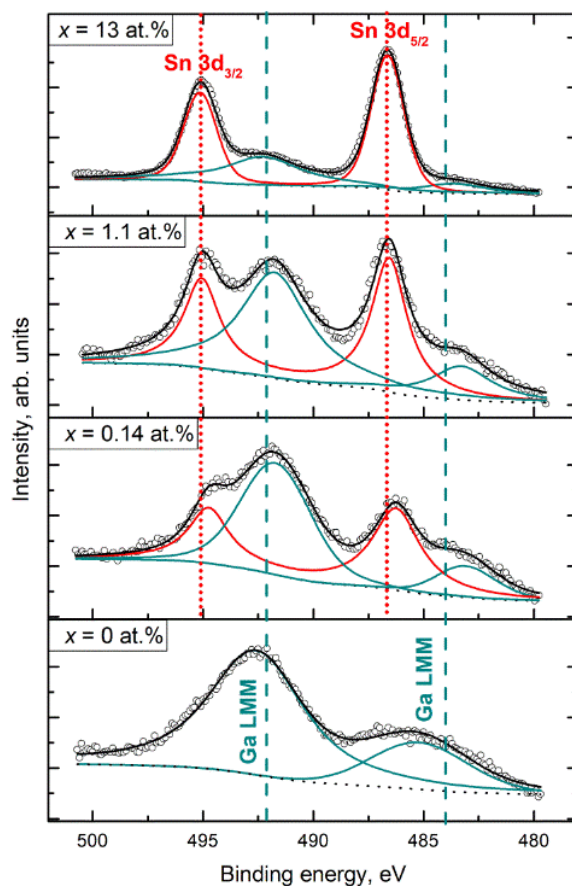 x = 13 at.%
Sn 3d3/2
Sn 3d5/2
x = 1.1 at.%
x = 0.14 at.%
x = 0 at.%
Ga LMM
Ga LMM
Intensity, arb. units
500 495 490 485 480
Binding energy, eV